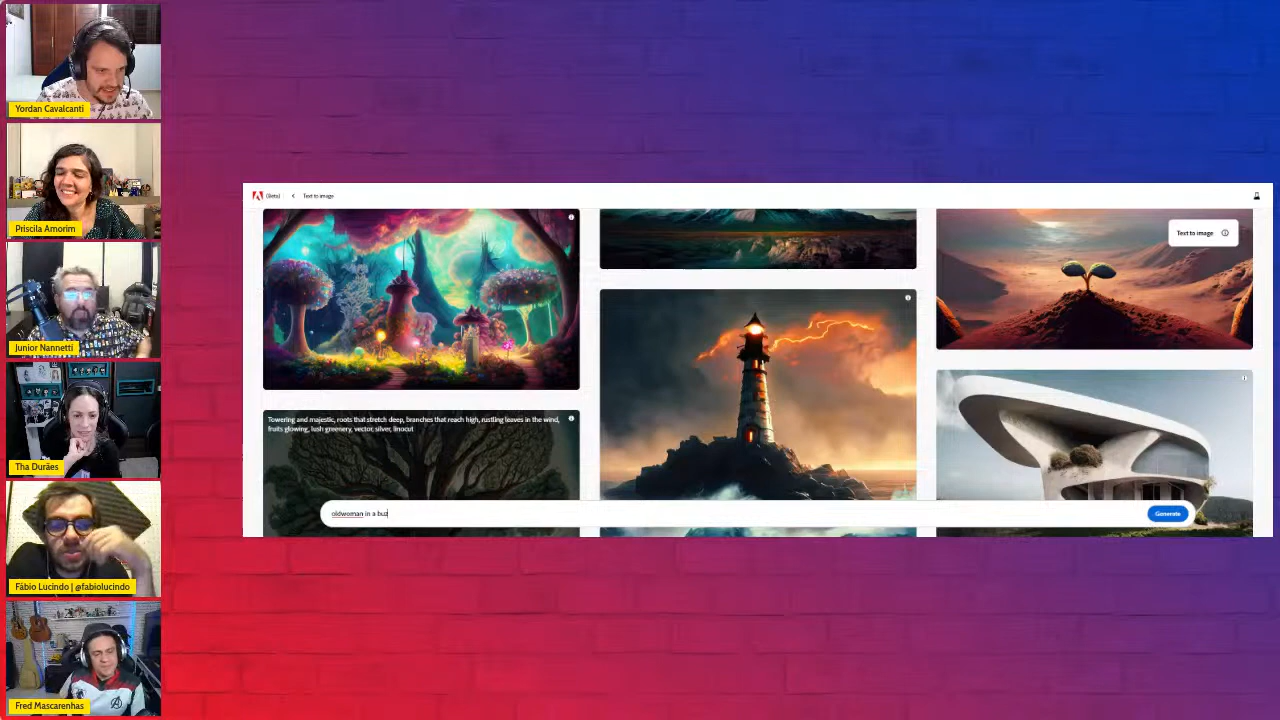 Yordan Cavalcanti
Priscila Amorim
Junior Nannetti
Tha Durães
Fábio Lucindo | @fabiolucindo
Fred Mascarenhas
(Beta)
Text to image
Text to image
Towering and majestic, roots that stretch deep, branches that reach high, rustling leaves in the wind,
fruits glowing, lush greenery, vector, silver, linocut
oldwoman in a buz
Generate